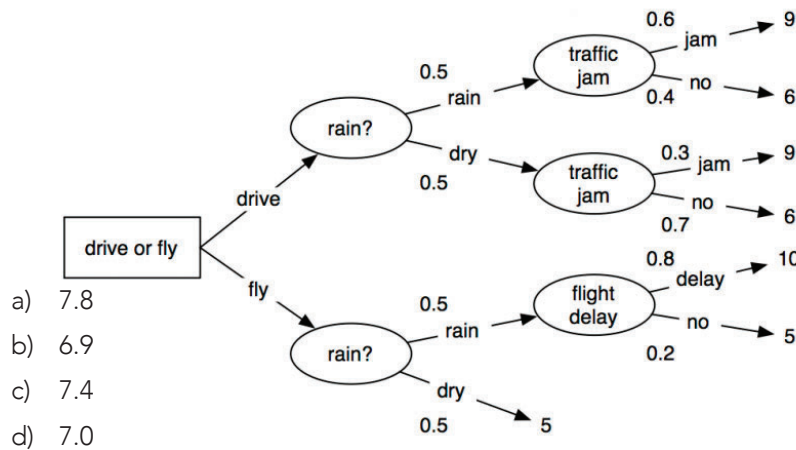 0.6
jam
9
traffic
jam
0.5
rain
no
0.4
6
rain?
dry
0.5
0.3
jam
9
traffic
jam
no
0.7
6
drive
drive or fly
fly
0.8
delay
10
flight
delay
0.5
rain
no
0.2
5
rain?
dry
0.5
5
a) 7.8
b) 6.9
c) 7.4
d) 7.0